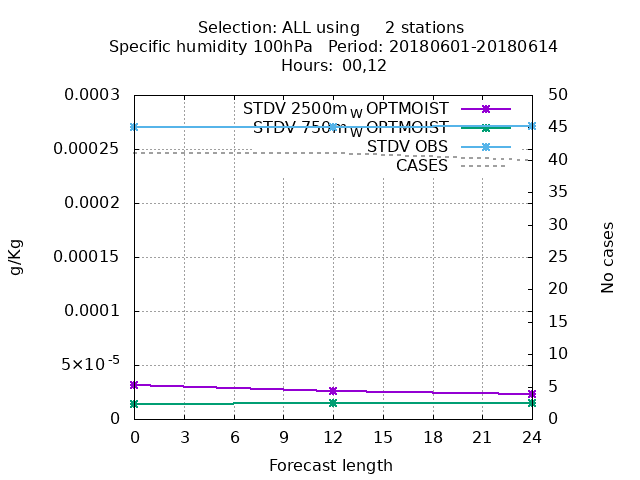 Selection: ALL using 2 stations
Specific humidity 100hPa Period: 20180601-20180614
Hours: 00,12
0.0003
0.00025
0.0002
0.00015
0.0001
5×10⁻⁵
0
g/Kg
STDV 2500m_W OPTMOIST
STDV 750m_W OPTMOIST
STDV OBS
CASES
50
45
40
35
30
25
20
15
10
5
0
No cases
0 3 6 9 12 15 18 21 24
Forecast length